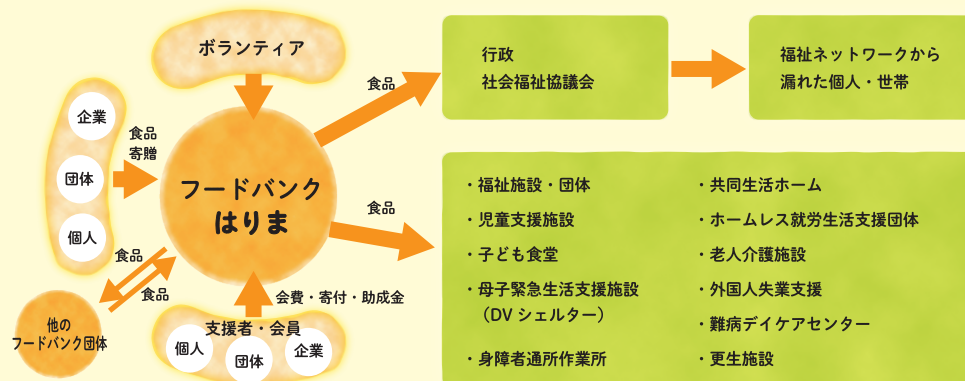 ボランティア
企業
団体
個人
食品
寄贈
フードバンク
はりま
食品
食品
他の
フードバンク団体
会費・寄付・助成金
支援者・会員
個人
団体
企業
食品
行政
社会福祉協議会
福祉ネットワークから
漏れた個人・世帯
食品
・福祉施設・団体
・児童支援施設
・子ども食堂
・母子緊急生活支援施設
（DVシェルター）
・身障者通所作業所
・共同生活ホーム
・ホームレス就労生活支援団体
・老人介護施設
・外国人失業支援
・難病デイケアセンター
・更生施設